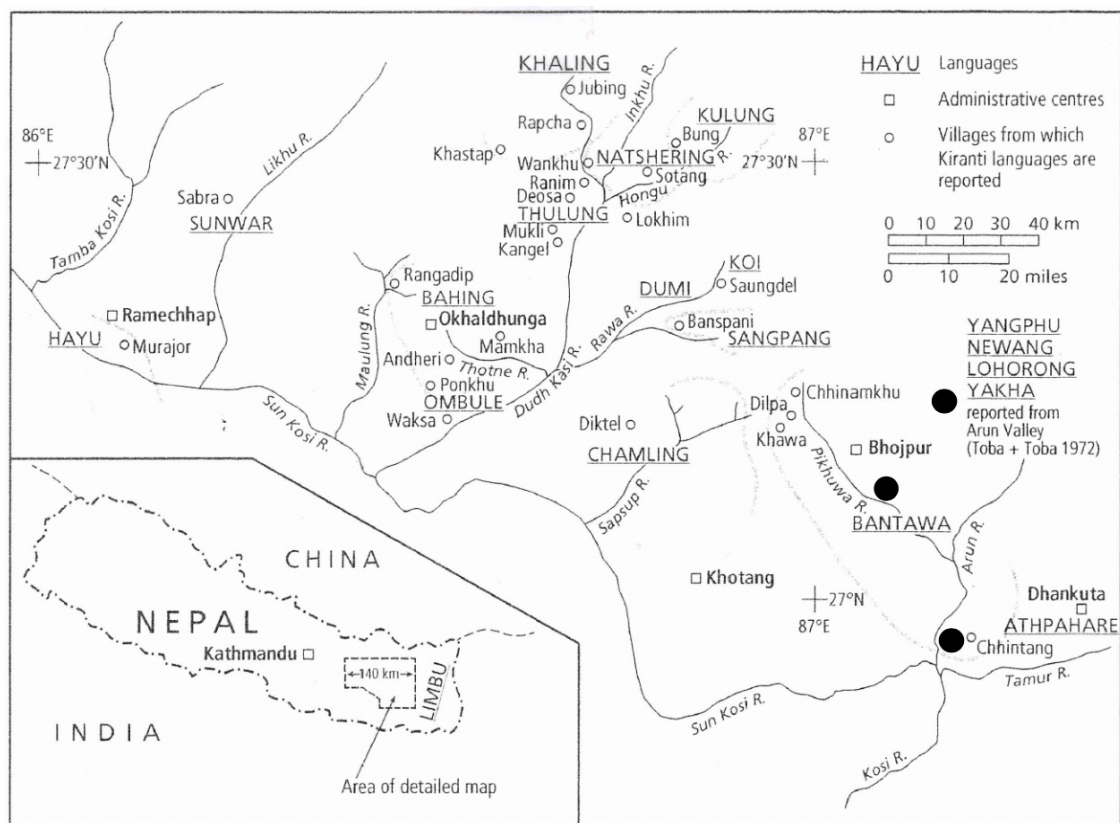 KHALING
Jubing
Inkhu R.
KULUNG
Rapcha
Bung
86°E
27°30'N
87°E
Likhu R.
Khastap
Wankhu
NATSHERING
R.
Ranim
Sotang
Sabra
Deosa
Hongu
SUNWAR
THULUNG
Lokhim
Tamba Kosi R.
Mukli
Kangel
KOI
Rangadip
DUMI
Saungdel
BAHING
Ramechhap
Okhaldhunga
Rawa R.
Banspani
HAYU
Murajor
Maulung R.
Mamkha
SANGPANG
Andheri
Thotne R.
Ponkhu
Dudh Kasi R.
OMBULE
Sun Kosi R.
Waksa
Chhinamkhu
Dilpa
Diktel
Khawa
CHAMLING
Pikhuwa R.
Bhojpur
Sapsup R.
BANTAWA
Arun R.
Khotang
27°N
87°E
Dhankuta
ATHPAHARE
Chhintang
Tamur R.
Sun Kosi R.
Kosi R.
HAYU Languages
Administrative centres
Villages from which
Kiranti languages are
reported
0 10 20 30 40 km
0 10 20 miles
YANGPHU
NEWANG
LOHORONG
YAKHA
reported from
Arun Valley
(Toba + Toba 1972)
CHINA
NEPAL
Kathmandu
140 km
LIMBU
INDIA
Area of detailed map